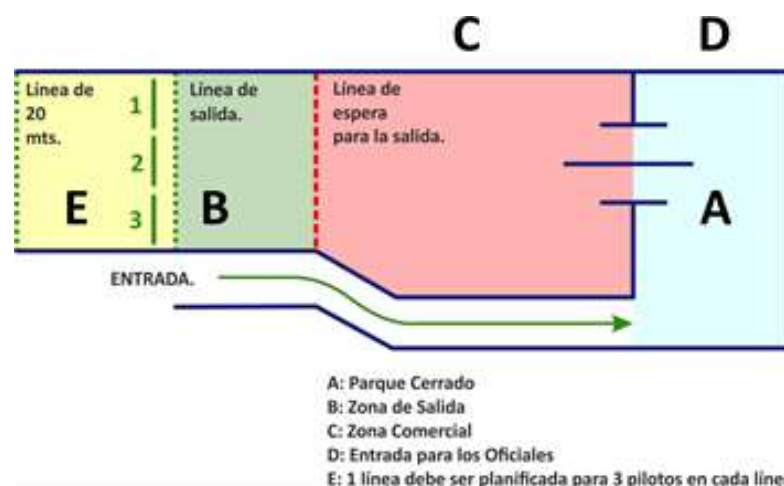 C
D
Línea de
20
mts.
1
2
3
E
Línea de
salida.
B
Línea de
espera
para la salida.
A
ENTRADA.
A: Parque Cerrado
B: Zona de Salida
C: Zona Comercial
D: Entrada para los Oficiales
E: 1 línea debe ser planificada para 3 pilotos en cada líne